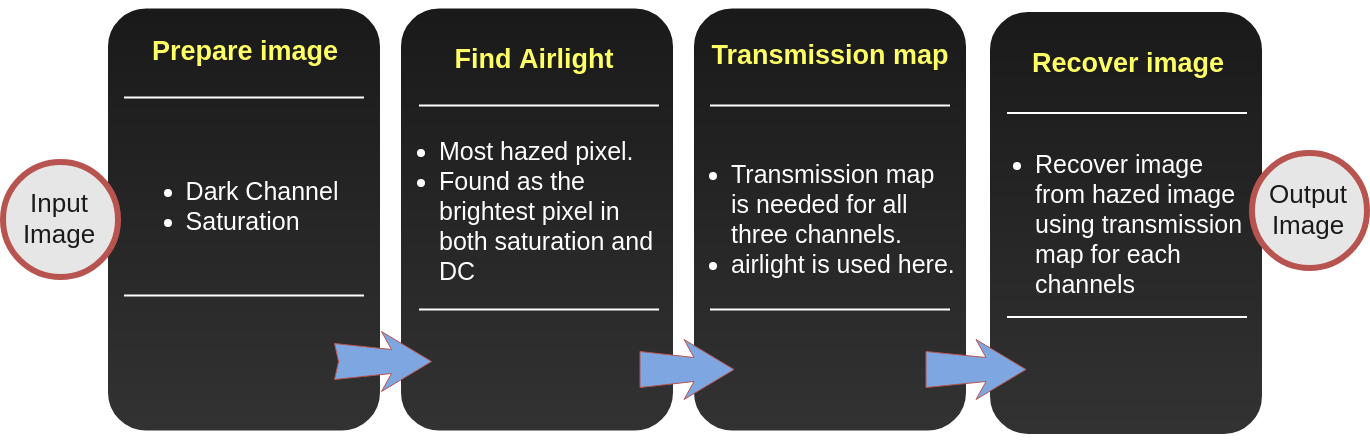 Input
Image
Prepare image
• Dark Channel
• Saturation
Find Airlight
• Most hazed pixel.
• Found as the
brightest pixel in
both saturation and
DC
Transmission map
• Transmission map
is needed for all
three channels.
• airlight is used here.
Recover image
• Recover image
from hazed image
using transmission
map for each
channels
Output
Image